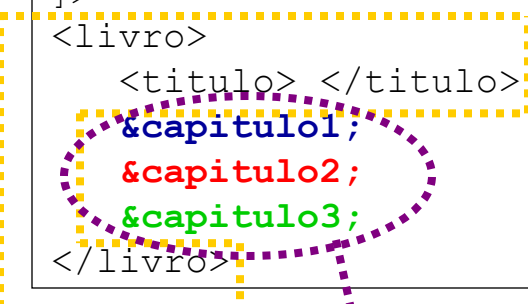 ]>
<livro>
<titulo> </titulo>
&capitulo1;
&capitulo2;
&capitulo3;
</livro>